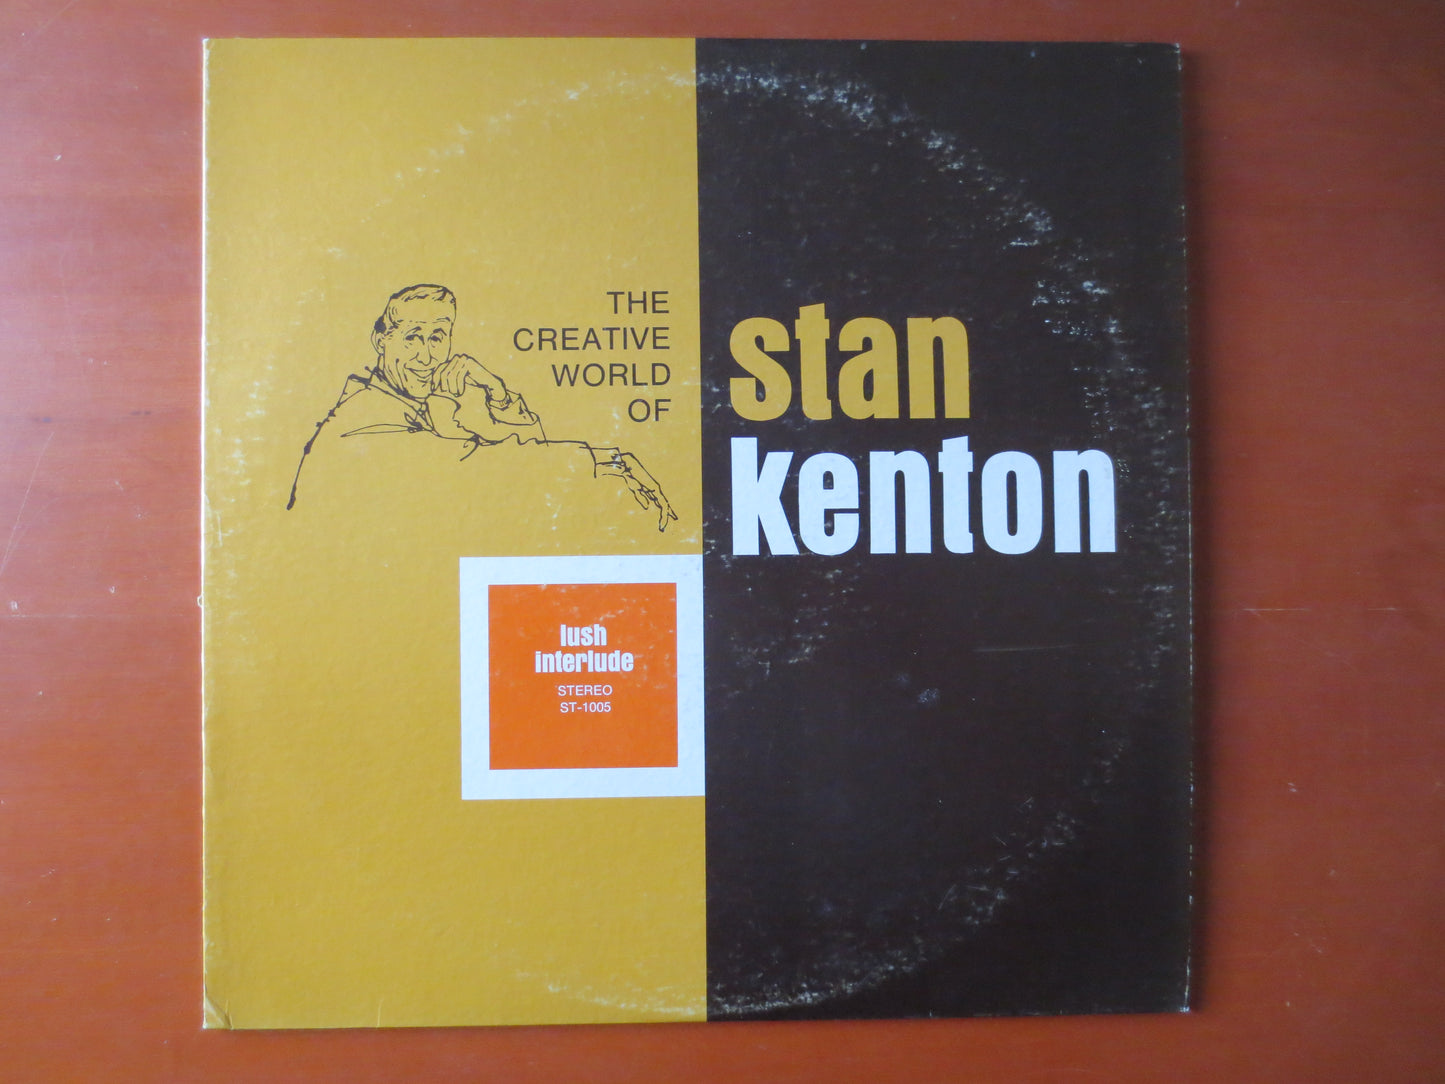 THE
CREATIVE
WORLD
OF
stan
kenton
lush
interlude
STEREO
ST-1005